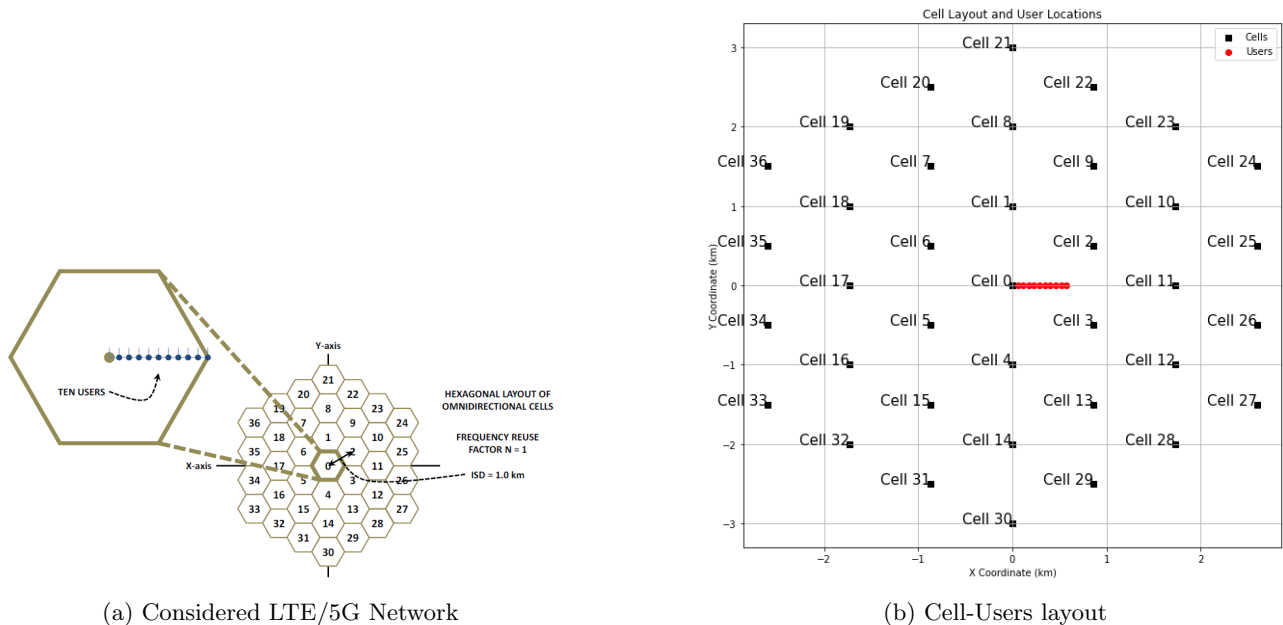 TEN USERS
Y-axis
X-axis
21
20
22
19
8
23
36
7
9
24
18
1
10
35
6
2
25
17
0
11
34
5
3
26
16
4
12
33
15
13
27
32
14
28
31
29
30
HEXAGONAL LAYOUT OF
OMNIDIRECTIONAL CELLS
FREQUENCY REUSE
FACTOR N = 1
ISD = 1.0 km
(a) Considered LTE/5G Network
Cell Layout and User Locations
Cells
Users
Cell 21
Cell 20
Cell 22
Cell 19
Cell 8
Cell 23
Cell 36
Cell 7
Cell 9
Cell 24
Cell 18
Cell 1
Cell 10
Cell 35
Cell 6
Cell 2
Cell 25
Cell 17
Cell 0
Cell 11
Cell 34
Cell 5
Cell 3
Cell 26
Cell 16
Cell 4
Cell 12
Cell 33
Cell 15
Cell 13
Cell 27
Cell 32
Cell 14
Cell 28
Cell 31
Cell 29
Cell 30
3
2
1
0
−1
−2
−3
Y Coordinate (km)
−2
−1
0
1
2
X Coordinate (km)
(b) Cell-Users layout